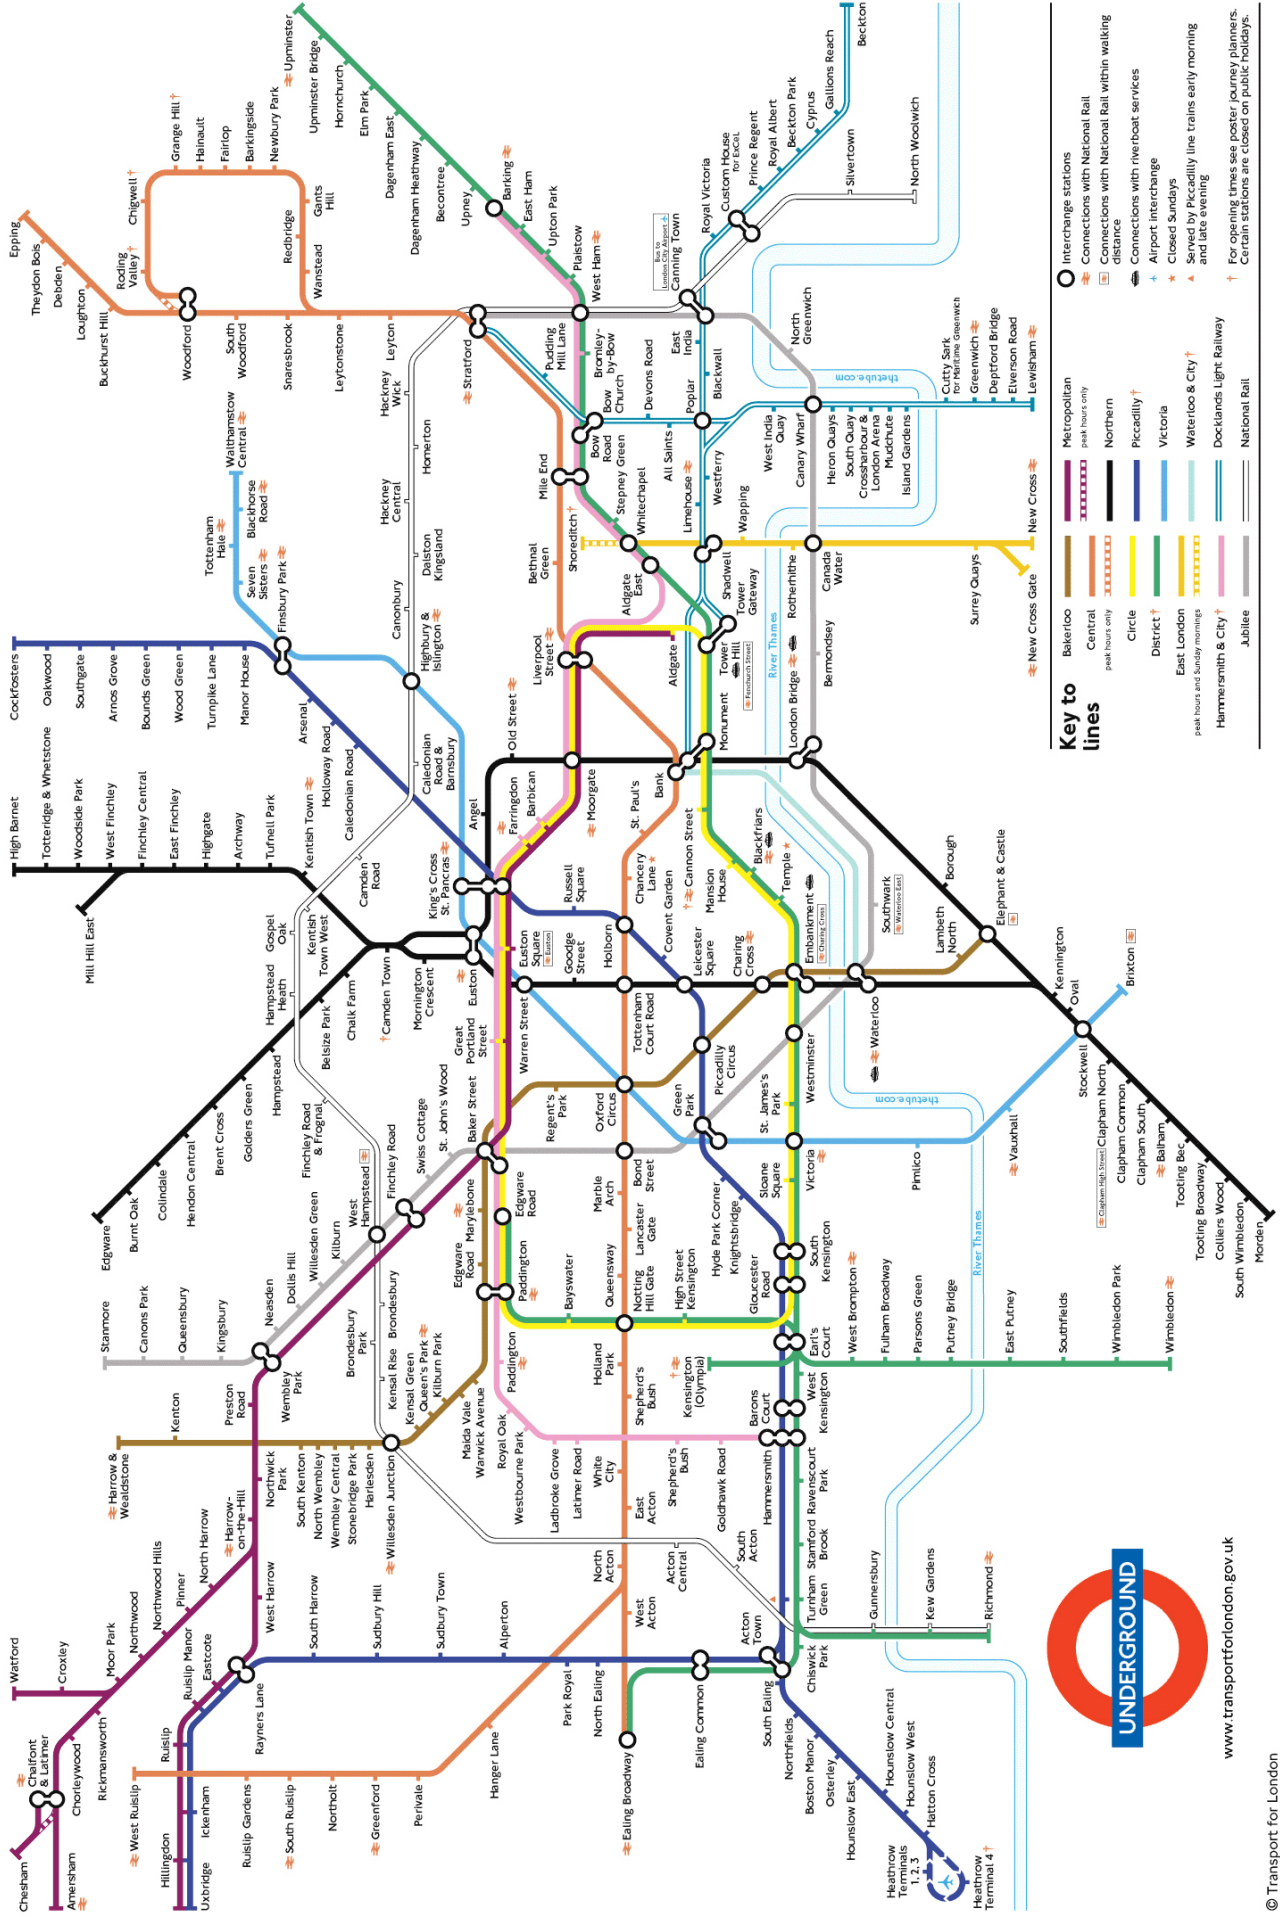 Chesham
Chalfont
& Latimer
Amersham
Chorleywood
Rickmansworth
Watford
Croxley
Moor Park
Northwood
Northwood Hills
Pinner
North Harrow
Harrow-
on-the-Hill
West Ruislip
Hillingdon
Uxbridge
Ruislip
Ickenham
Ruislip Manor
Eastcote
Rayners Lane
West Harrow
Ruislip Gardens
South Ruislip
Northolt
Greenford
Perivale
Hanger Lane
South Harrow
Sudbury Hill
Sudbury Town
Alperton
Park Royal
North Ealing
Ealing Broadway
Ealing Common
West
Acton
North
Acton
East
Acton
White
City
Acton
Central
South
Acton
Acton
Town
South Ealing
Northfields
Boston Manor
Osterley
Hounslow East
Hounslow Central
Hounslow West
Hatton Cross
Heathrow
Terminals
1, 2, 3
Heathrow
Terminal 4 †
Chiswick
Park
Turnham
Green
Stamford
Brook
Ravenscourt
Park
Gunnersbury
Kew Gardens
Richmond
Harrow &
Wealdstone
Kenton
Preston
Road
Northwick
Park
South Kenton
North Wembley
Wembley Central
Stonebridge Park
Harlesden
Willesden Junction
Wembley
Park
Stanmore
Canons Park
Queensbury
Kingsbury
Neasden
Dollis Hill
Willesden Green
Kilburn
West
Hampstead
Finchley Road
Swiss Cottage
St. John's Wood
Baker Street
Brondesbury
Park
Brondesbury
Kensal Rise
Kensal Green
Queen's Park
Kilburn Park
Maida Vale
Warwick Avenue
Royal Oak
Westbourne Park
Ladbroke Grove
Latimer Road
Shepherd's
Bush
Goldhawk Road
Hammersmith
Paddington
Edgware
Road
Marylebone
Paddington
Edgware
Road
Bayswater
Holland
Park
Shepherd's
Bush
Queensway
Notting
Hill Gate
Lancaster
Gate
Marble
Arch
Bond
Street
High Street
Kensington
Kensington
(Olympia)
Barons
Court
West
Kensington
Earl's
Court
Gloucester
Road
South
Kensington
Knightsbridge
Hyde Park Corner
Sloane
Square
Victoria
West Brompton
Fulham Broadway
Parsons Green
Putney Bridge
East Putney
Southfields
Wimbledon Park
Wimbledon
Edgware
Burnt Oak
Colindale
Hendon Central
Brent Cross
Golders Green
Hampstead
Finchley Road
& Frognal
Hampstead
Heath
Belsize Park
Chalk Farm
† Camden Town
Mornington
Crescent
Gospel
Oak
Kentish
Town West
Camden
Road
Mill Hill East
High Barnet
Totteridge & Whetstone
Woodside Park
West Finchley
Finchley Central
East Finchley
Highgate
Archway
Tufnell Park
Kentish Town
Cockfosters
Oakwood
Southgate
Arnos Grove
Bounds Green
Wood Green
Turnpike Lane
Manor House
Finsbury Park
Arsenal
Holloway Road
Caledonian Road
Caledonian
Road &
Barnsbury
Highbury &
Islington
Canonbury
Dalston
Kingsland
Hackney
Central
Homerton
Hackney
Wick
Walthamstow
Central
Blackhorse
Road
Tottenham
Hale
Seven
Sisters
Great
Portland
Street
Euston
Square
Euston
Euston
King's Cross
St. Pancras
Angel
Old Street
Farringdon
Barbican
Moorgate
Warren Street
Regent's
Park
Goodge
Street
Russell
Square
Oxford
Circus
Tottenham
Court Road
Holborn
Chancery
Lane
St. Paul's
Bank
Covent Garden
Leicester
Square
Charing
Cross
Green
Park
Piccadilly
Circus
St. James's
Park
Westminster
Embankment
Charing Cross
Temple
Blackfriars
Mansion
House
† Cannon Street
Monument
Tower
Hill
Fenchurch Street
Aldgate
Liverpool
Street
Aldgate
East
Bethnal
Green
Shoreditch †
Whitechapel
Stepney Green
Mile End
Bow
Road
Bow
Church
Bromley-
by-Bow
Pudding
Mill Lane
Stratford
Leyton
Leytonstone
Snaresbrook
South
Woodford
Woodford
Buckhurst Hill
Loughton
Debden
Theydon Bois
Epping
Roding
Valley †
Chigwell †
Grange Hill †
Hainault
Fairlop
Barkingside
Newbury Park
Gants
Hill
Redbridge
Wanstead
Upminster
Upminster Bridge
Hornchurch
Elm Park
Dagenham East
Dagenham Heathway
Becontree
Upney
Barking
East Ham
Upton Park
Plaistow
West Ham
Bus to
London City Airport
Canning Town
Royal Victoria
Custom House
for ExCeL
Prince Regent
Royal Albert
Beckton Park
Cyprus
Gallions Reach
Beckton
Silvertown
North Woolwich
Devons Road
All Saints
Poplar
Blackwall
East
India
Limehouse
Westferry
Shadwell
Tower
Gateway
West India
Quay
Canary Wharf
Heron Quays
South Quay
Crossharbour &
London Arena
Mudchute
Island Gardens
Cutty Sark
for Maritime Greenwich
Greenwich
Deptford Bridge
Elverson Road
Lewisham
North
Greenwich
Wapping
Rotherhithe
Canada
Water
Surrey Quays
New Cross
New Cross Gate
Bermondsey
London Bridge
Southwark
Waterloo East
Waterloo
Lambeth
North
Elephant & Castle
Borough
Kennington
Oval
Stockwell
Brixton
Vauxhall
Pimlico
Clapham North
Clapham High Street
Clapham Common
Clapham South
Balham
Tooting Bec
Tooting Broadway
Colliers Wood
South Wimbledon
Morden
River Thames
River Thames
thetube.com
thetube.com
Key to
lines
Bakerloo
Central
peak hours only
Circle
District †
East London
peak hours and Sunday mornings
Hammersmith & City †
Jubilee
Metropolitan
peak hours only
Northern
Piccadilly †
Victoria
Waterloo & City †
Docklands Light Railway
National Rail
Interchange stations
Connections with National Rail
Connections with National Rail within walking
distance
Connections with riverboat services
Airport interchange
Closed Sundays
Served by Piccadilly line trains early morning
and late evening
† For opening times see poster journey planners.
Certain stations are closed on public holidays.
UNDERGROUND
www.transportforlondon.gov.uk
© Transport for London